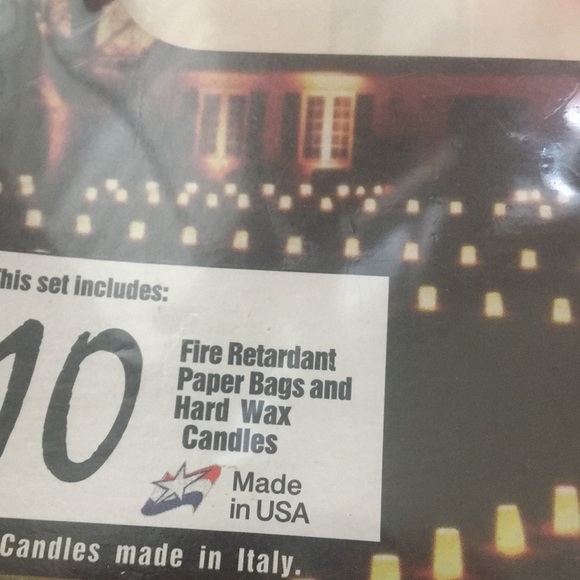 This set includes:
10
Fire Retardant
Paper Bags and
Hard Wax
Candles
Made
in USA
Candles made in Italy.